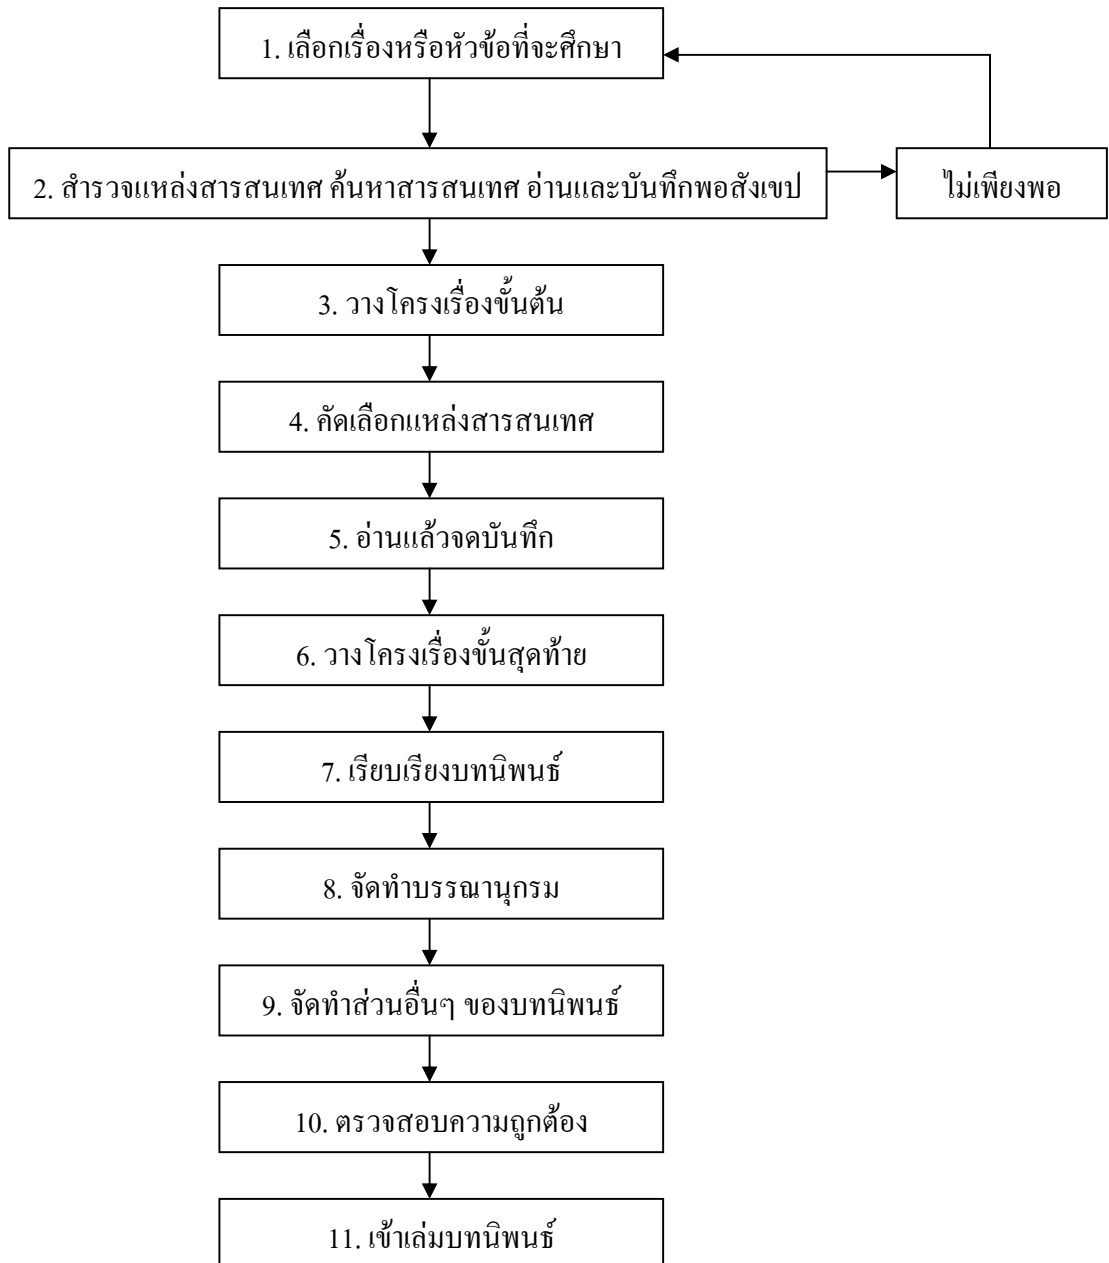 1. เลือกเรื่องหรือหัวข้อที่จะศึกษา
2. สำรวจแหล่งสารสนเทศ ค้นหาสารสนเทศ อ่านและบันทึกพอสังเขป
ไม่เพียงพอ
3. วางโครงเรื่องขั้นต้น
4. คัดเลือกแหล่งสารสนเทศ
5. อ่านแล้วจดบันทึก
6. วางโครงเรื่องขั้นสุดท้าย
7. เรียบเรียงบทนิพนธ์
8. จัดทำบรรณานุกรม
9. จัดทำส่วนอื่นๆ ของบทนิพนธ์
10. ตรวจสอบความถูกต้อง
11. เข้าเล่มบทนิพนธ์